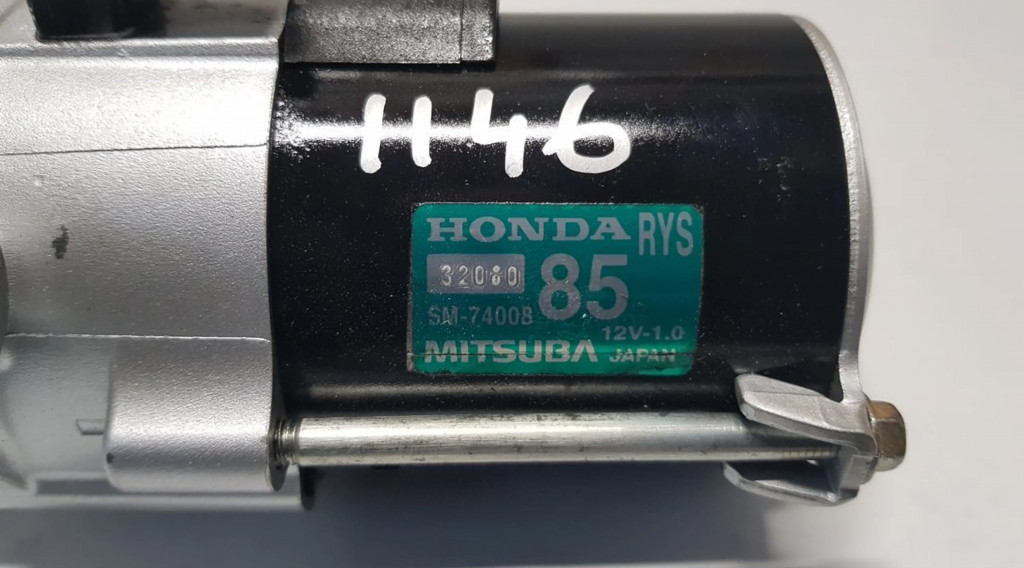 1146
HONDA RYS
32080 85
SM-74008
12V-1.0
MITSUBA JAPAN